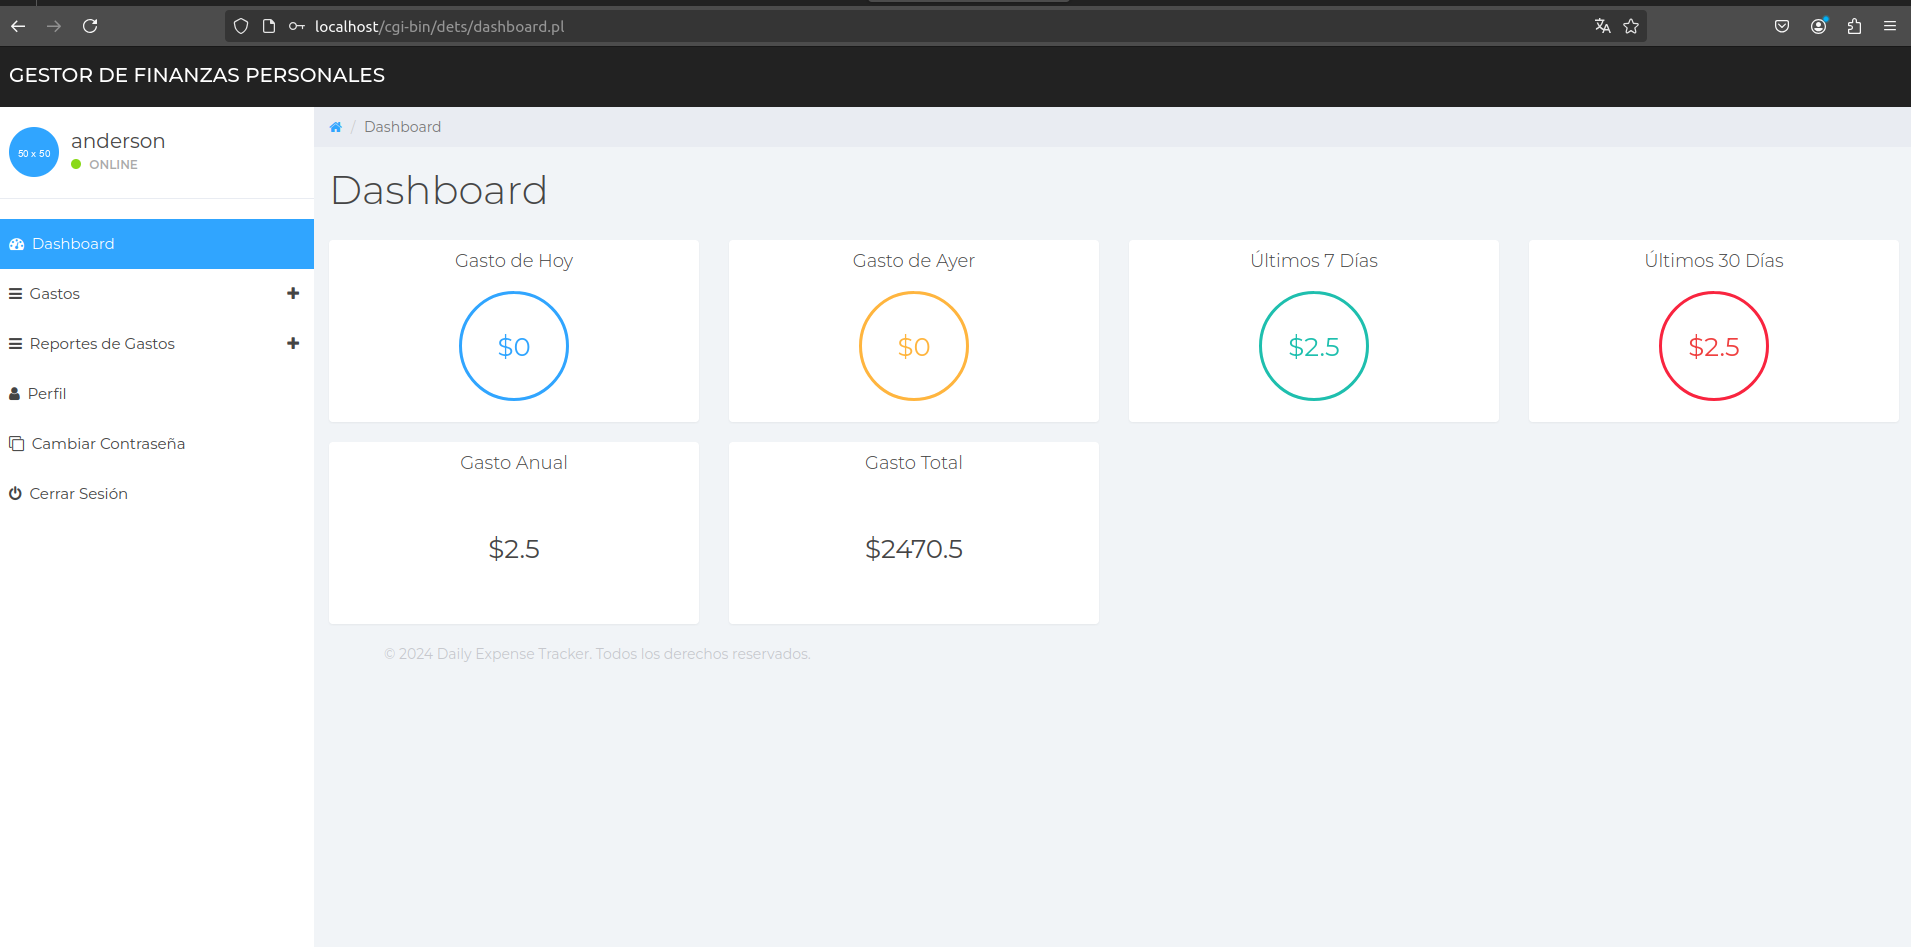 localhost/cgi-bin/dets/dashboard.pl
GESTOR DE FINANZAS PERSONALES
50 x 50
anderson
ONLINE
/ Dashboard
Dashboard
Dashboard
Gastos
Reportes de Gastos
Perfil
Cambiar Contraseña
Cerrar Sesión
Gasto de Hoy
$0
Gasto de Ayer
$0
Últimos 7 Días
$2.5
Últimos 30 Días
$2.5
Gasto Anual
$2.5
Gasto Total
$2470.5
© 2024 Daily Expense Tracker. Todos los derechos reservados.